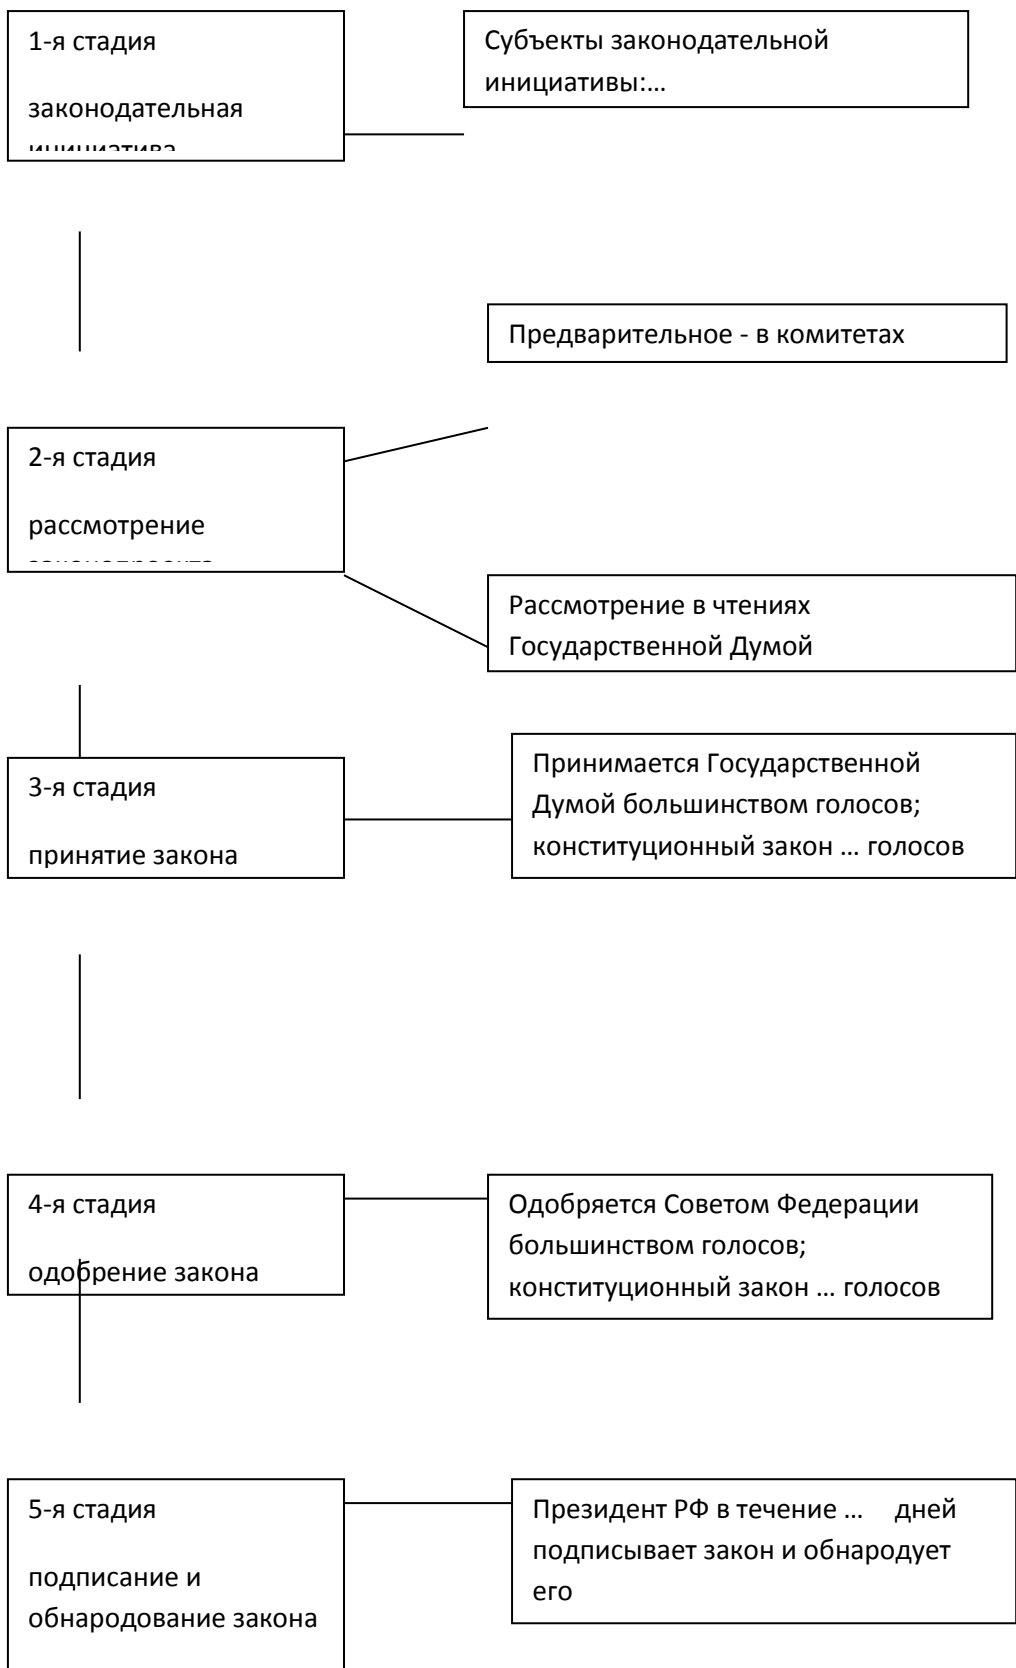 1-я стадия
законодательная
инициатива
Субъекты законодательной
инициативы:...
Предварительное - в комитетах
2-я стадия
рассмотрение
законопроекта
Рассмотрение в чтениях
Государственной Думой
3-я стадия
принятие закона
Принимается Государственной
Думой большинством голосов;
конституционный закон ... голосов
4-я стадия
одобрение закона
Одобряется Советом Федерации
большинством голосов;
конституционный закон ... голосов
5-я стадия
подписание и
обнародование закона
Президент РФ в течение ... дней
подписывает закон и обнародует
его